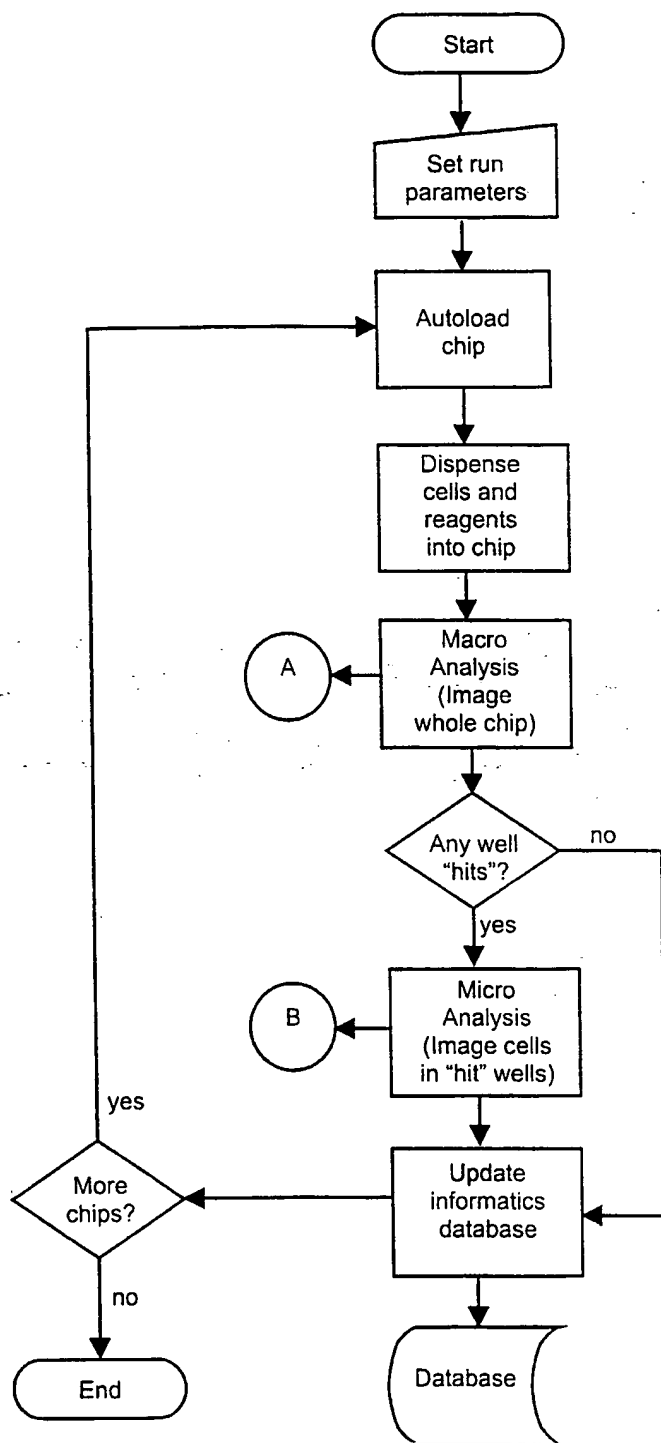 Start
Set run
parameters
Autoload
chip
Dispense
cells and
reagents
into chip
A
Macro
Analysis
(Image
whole chip)
Any well
“hits”?
no
yes
B
Micro
Analysis
(Image cells
in “hit” wells)
yes
More
chips?
Update
informatics
database
no
End
Database